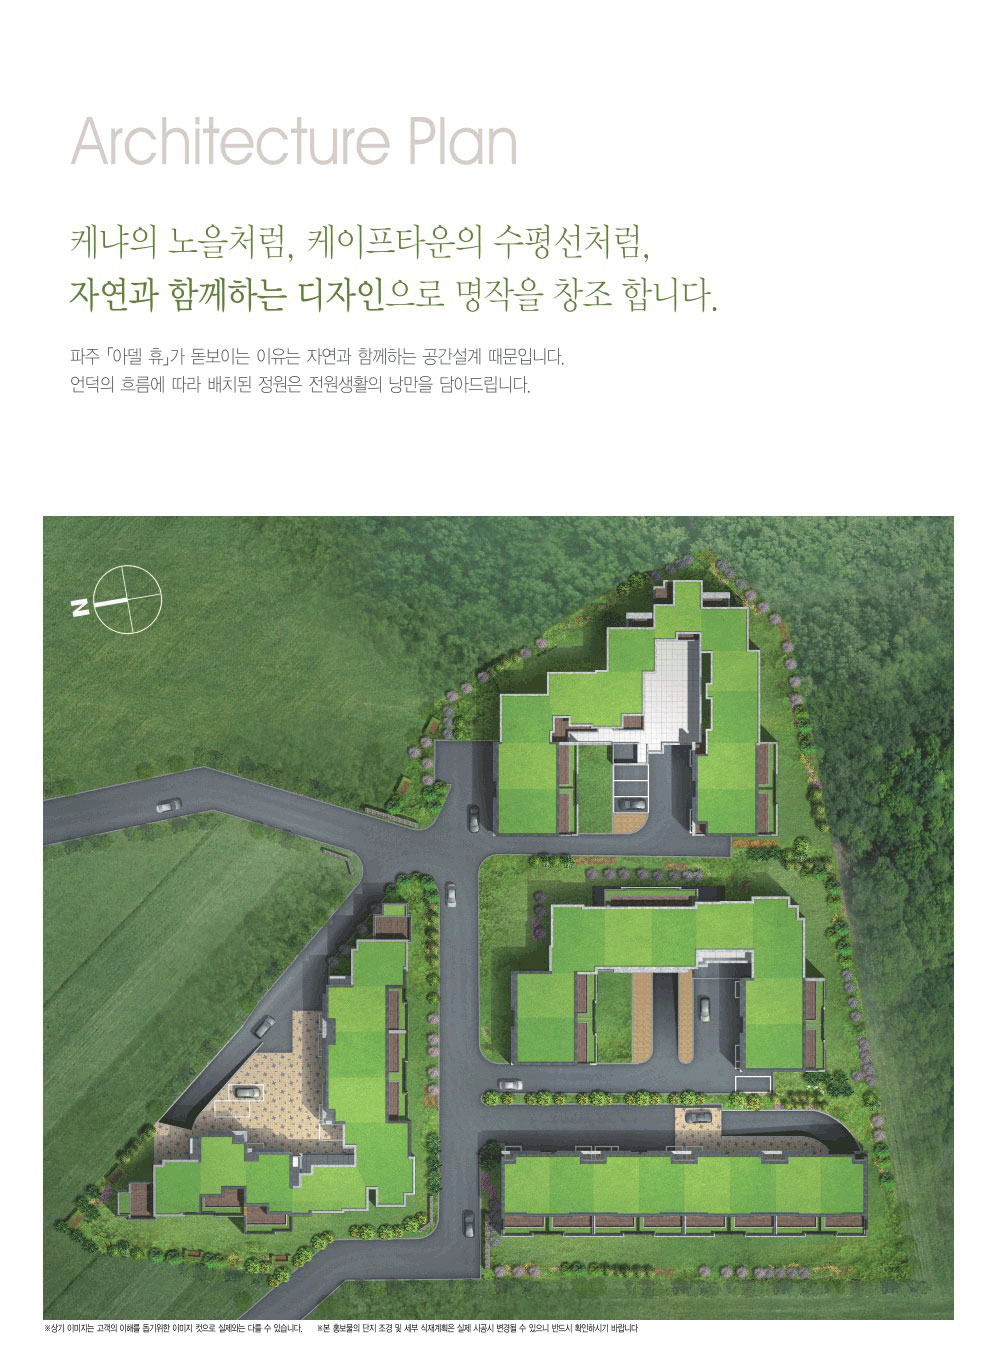 Architecture Plan
케냐의 노을처럼, 케이프타운의 수평선처럼,
자연과 함께하는 디자인으로 명작을 창조 합니다.
파주 「아델 휴」가 돋보이는 이유는 자연과 함께하는 공간설계 때문입니다.
언덕의 흐름에 따라 배치된 정원은 전원생활의 낭만을 담아드립니다.
N
※상기 이미지는 고객의 이해를 돕기위한 이미지 컷으로 실제와는 다를 수 있습니다. ※본 홍보물의 단지 조경 및 세부 식재계획은 실제 시공시 변경될 수 있으니 반드시 확인하시기 바랍니다